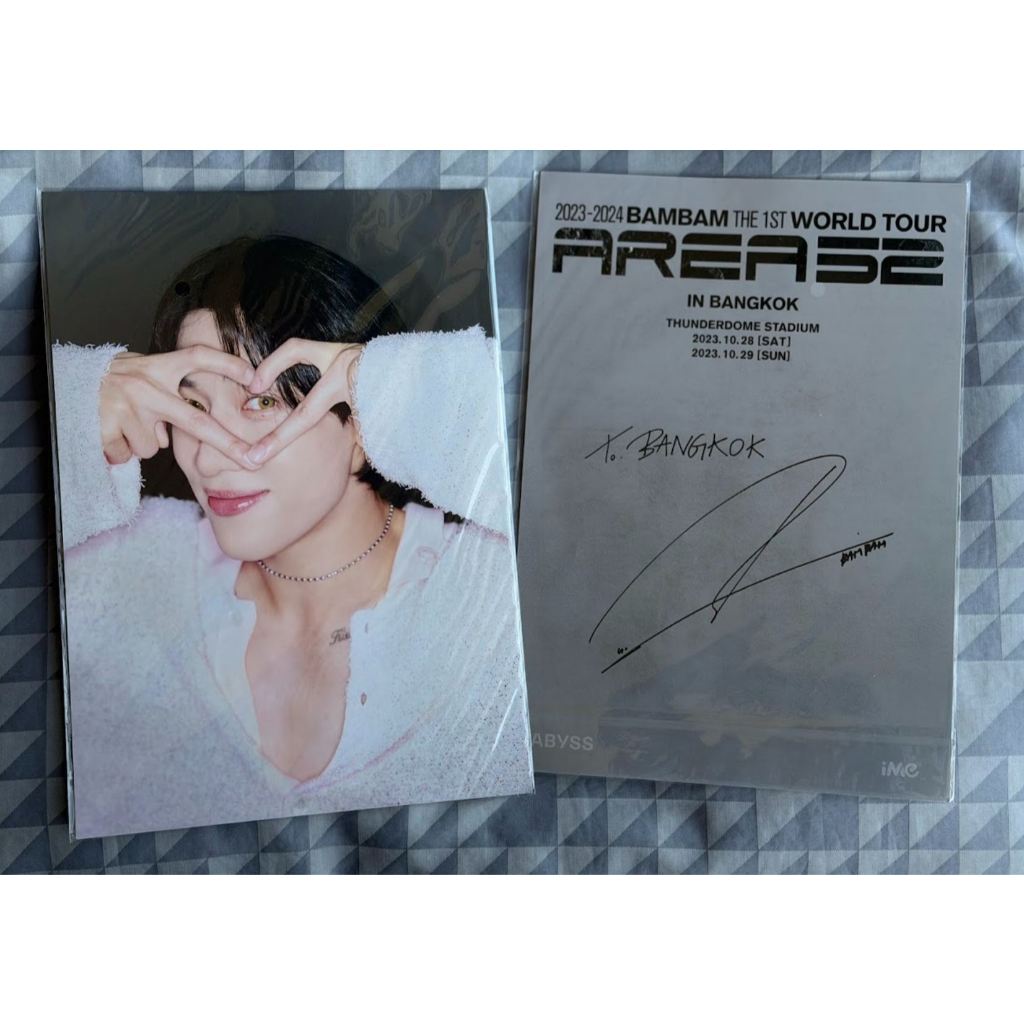 2023-2024 BAMBAM THE 1ST WORLD TOUR
AREA 52
IN BANGKOK
THUNDERDOME STADIUM
2023.10.28 [SAT]
2023.10.29 [SUN]
To. BANGKOK
BAMBAM
ABYSS
iMe